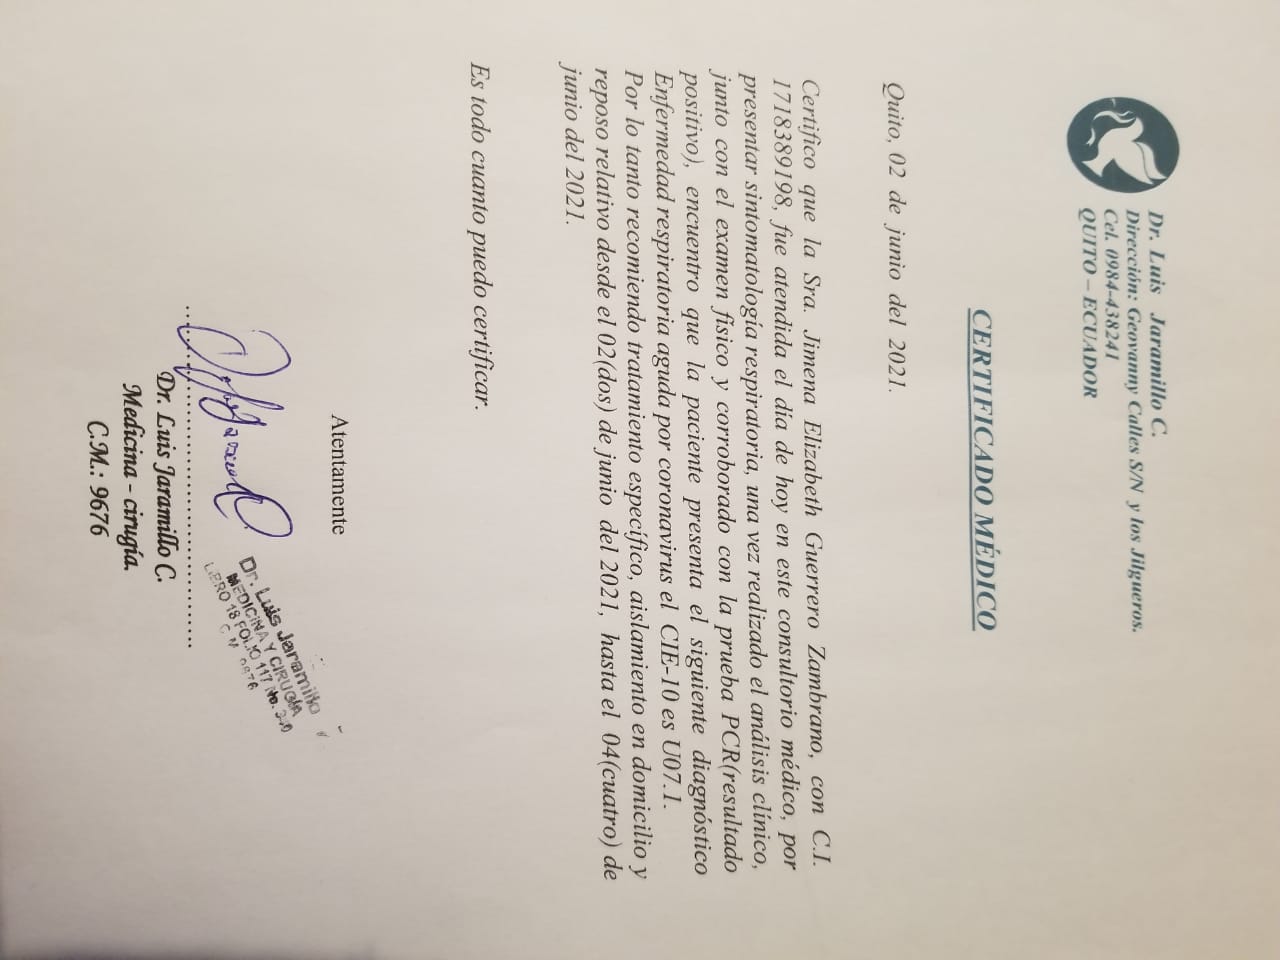 Dr. Luis Jaramillo C.
Dirección: Geovanny Calles S/N y los Jilgueros.
Cel. 0984-438241
QUITO – ECUADOR
CERTIFICADO MÉDICO
Quito, 02 de junio del 2021.
Certifico que la Sra. Jimena Elizabeth Guerrero Zambrano, con C.I.
1718389198, fue atendida el día de hoy en este consultorio médico, por
presentar sintomatología respiratoria, una vez realizado el análisis clínico,
junto con el examen físico y corroborado con la prueba PCR(resultado
positivo), encuentro que la paciente presenta el siguiente diagnóstico
Enfermedad respiratoria aguda por coronavirus el CIE-10 es U07.1.
Por lo tanto recomiendo tratamiento específico, aislamiento en domicilio y
reposo relativo desde el 02(dos) de junio del 2021, hasta el 04(cuatro) de
junio del 2021.
Es todo cuanto puedo certificar.
Atentamente
Dr. Luis Jaramillo
MEDICINA Y CIRUGÍA
LIBRO 18 FOLIO 117 No.
C.M. 9676
Dr. Luis Jaramillo C.
Medicina - cirugía.
C.M.: 9676